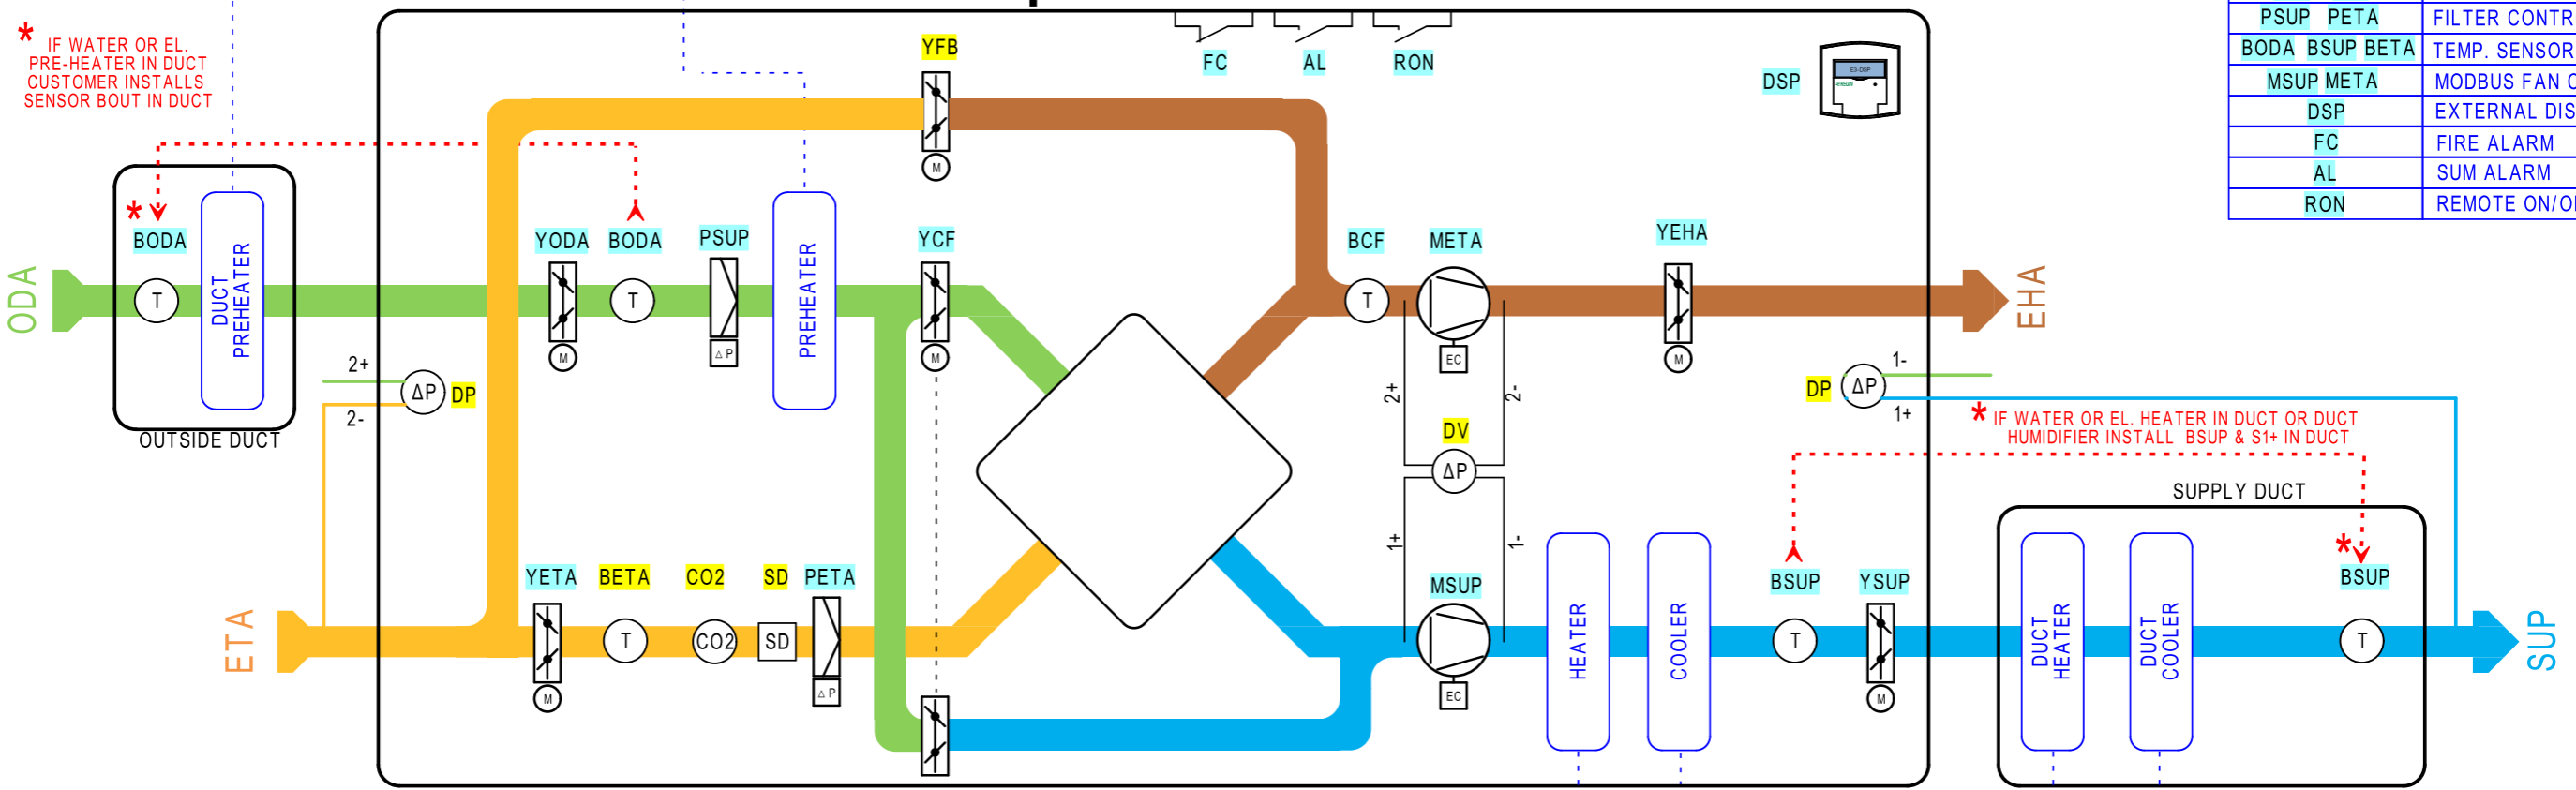 * IF WATER OR EL.
PRE-HEATER IN DUCT
CUSTOMER INSTALLS
SENSOR BOUT IN DUCT
YFB
M
FC
AL
RON
DSP
E3-DSP
PSUP PETA FILTER CONTR
BODA BSUP BETA TEMP. SENSOR
MSUP META MODBUS FAN
DSP EXTERNAL DIS
FC FIRE ALARM
AL SUM ALARM
RON REMOTE ON/O
ODA
*
BODA
T
DUCT
PREHEATER
OUTSIDE DUCT
YODA
M
BODA
T
PSUP
Δ P
PREHEATER
YCF
M
BCF
T
META
EC
YEHA
M
EHA
2+
2-
ΔP
DP
2+
2-
DV
ΔP
1+
1-
DP
ΔP
1-
1+
* IF WATER OR EL. HEATER IN DUCT OR DUCT
HUMIDIFIER INSTALL BSUP & S1+ IN DUCT
ETA
YETA
M
BETA
T
CO2
CO2
SD
SD
PETA
Δ P
MSUP
EC
HEATER
COOLER
BSUP
T
YSUP
M
SUPPLY DUCT
DUCT
HEATER
DUCT
COOLER
*
BSUP
T
SUP